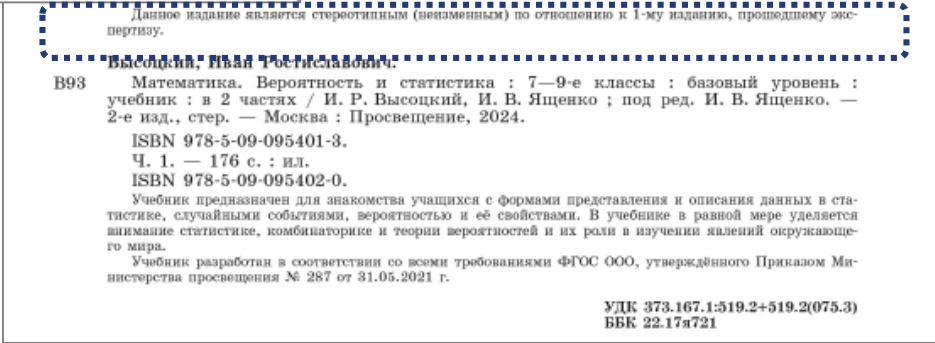 Данное издание является стереотипным (неизменным) по отношению к 1-му изданию, прошедшему экс-
пертизу.
Высоцкий, Иван Ростиславович.
В93 Математика. Вероятность и статистика : 7—9-е классы : базовый уровень :
учебник : в 2 частях / И. Р. Высоцкий, И. В. Ященко ; под ред. И. В. Ященко. —
2-е изд., стер. — Москва : Просвещение, 2024.
ISBN 978-5-09-095401-3.
Ч. 1. — 176 с. : ил.
ISBN 978-5-09-095402-0.
Учебник предназначен для знакомства учащихся с формами представления и описания данных в ста-
тистике, случайными событиями, вероятностью и её свойствами. В учебнике в равной мере уделяется
внимание статистике, комбинаторике и теории вероятностей и их роли в изучении явлений окружающе-
го мира.
Учебник разработан в соответствии со всеми требованиями ФГОС ООО, утверждённого Приказом Ми-
нистерства просвещения № 287 от 31.05.2021 г.
УДК 373.167.1:519.2+519.2(075.3)
ББК 22.17я721